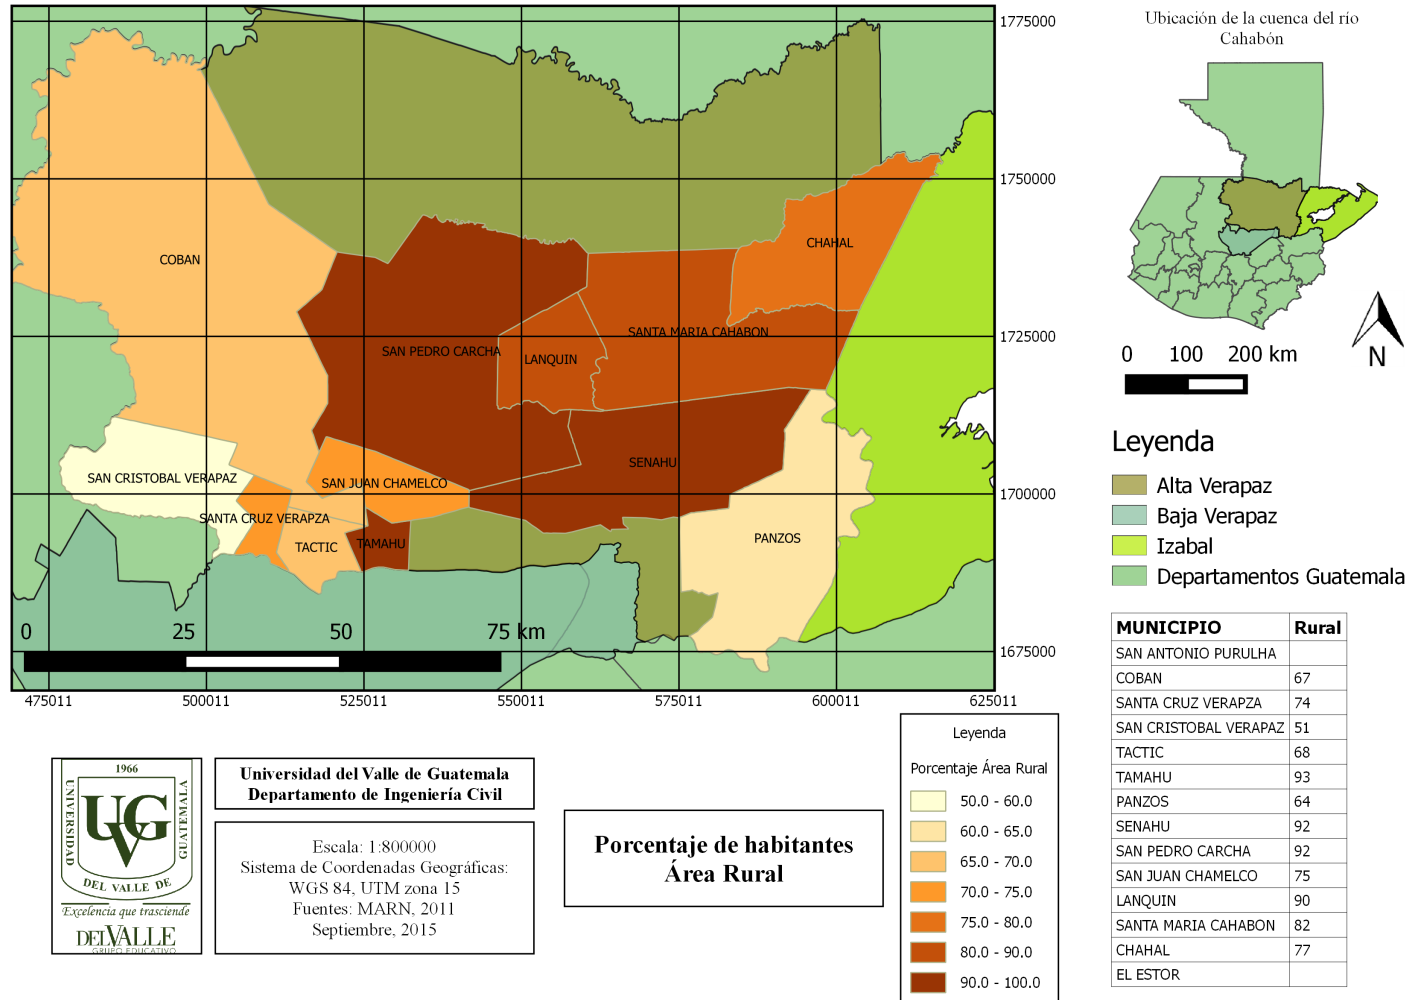 1775000
1750000
1725000
1700000
1675000
COBAN
CHAHAL
SANTA MARIA CAHABON
SAN PEDRO CARCHA
LANQUIN
SENAHU
SAN CRISTOBAL VERAPAZ
SAN JUAN CHAMELCO
SANTA CRUZ VERAPZA
TACTIC
TAMAHU
PANZOS
0 25 50 75 km
475011 500011 525011 550011 575011 600011 625011
Ubicación de la cuenca del río
Cahabón
0 100 200 km
N
Leyenda
Alta Verapaz
Baja Verapaz
Izabal
Departamentos Guatemala
MUNICIPIO Rural
SAN ANTONIO PURULHA
COBAN 67
SANTA CRUZ VERAPZA 74
SAN CRISTOBAL VERAPAZ 51
TACTIC 68
TAMAHU 93
PANZOS 64
SENAHU 92
SAN PEDRO CARCHA 92
SAN JUAN CHAMELCO 75
LANQUIN 90
SANTA MARIA CAHABON 82
CHAHAL 77
EL ESTOR
1966
UNIVERSIDAD
UVG
GUATEMALA
DEL VALLE DE
Excelencia que trasciende
DELVALLE
GRUPO EDUCATIVO
Universidad del Valle de Guatemala
Departamento de Ingeniería Civil
Escala: 1:800000
Sistema de Coordenadas Geográficas:
WGS 84, UTM zona 15
Fuentes: MARN, 2011
Septiembre, 2015
Porcentaje de habitantes
Área Rural
Leyenda
Porcentaje Área Rural
50.0 - 60.0
60.0 - 65.0
65.0 - 70.0
70.0 - 75.0
75.0 - 80.0
80.0 - 90.0
90.0 - 100.0